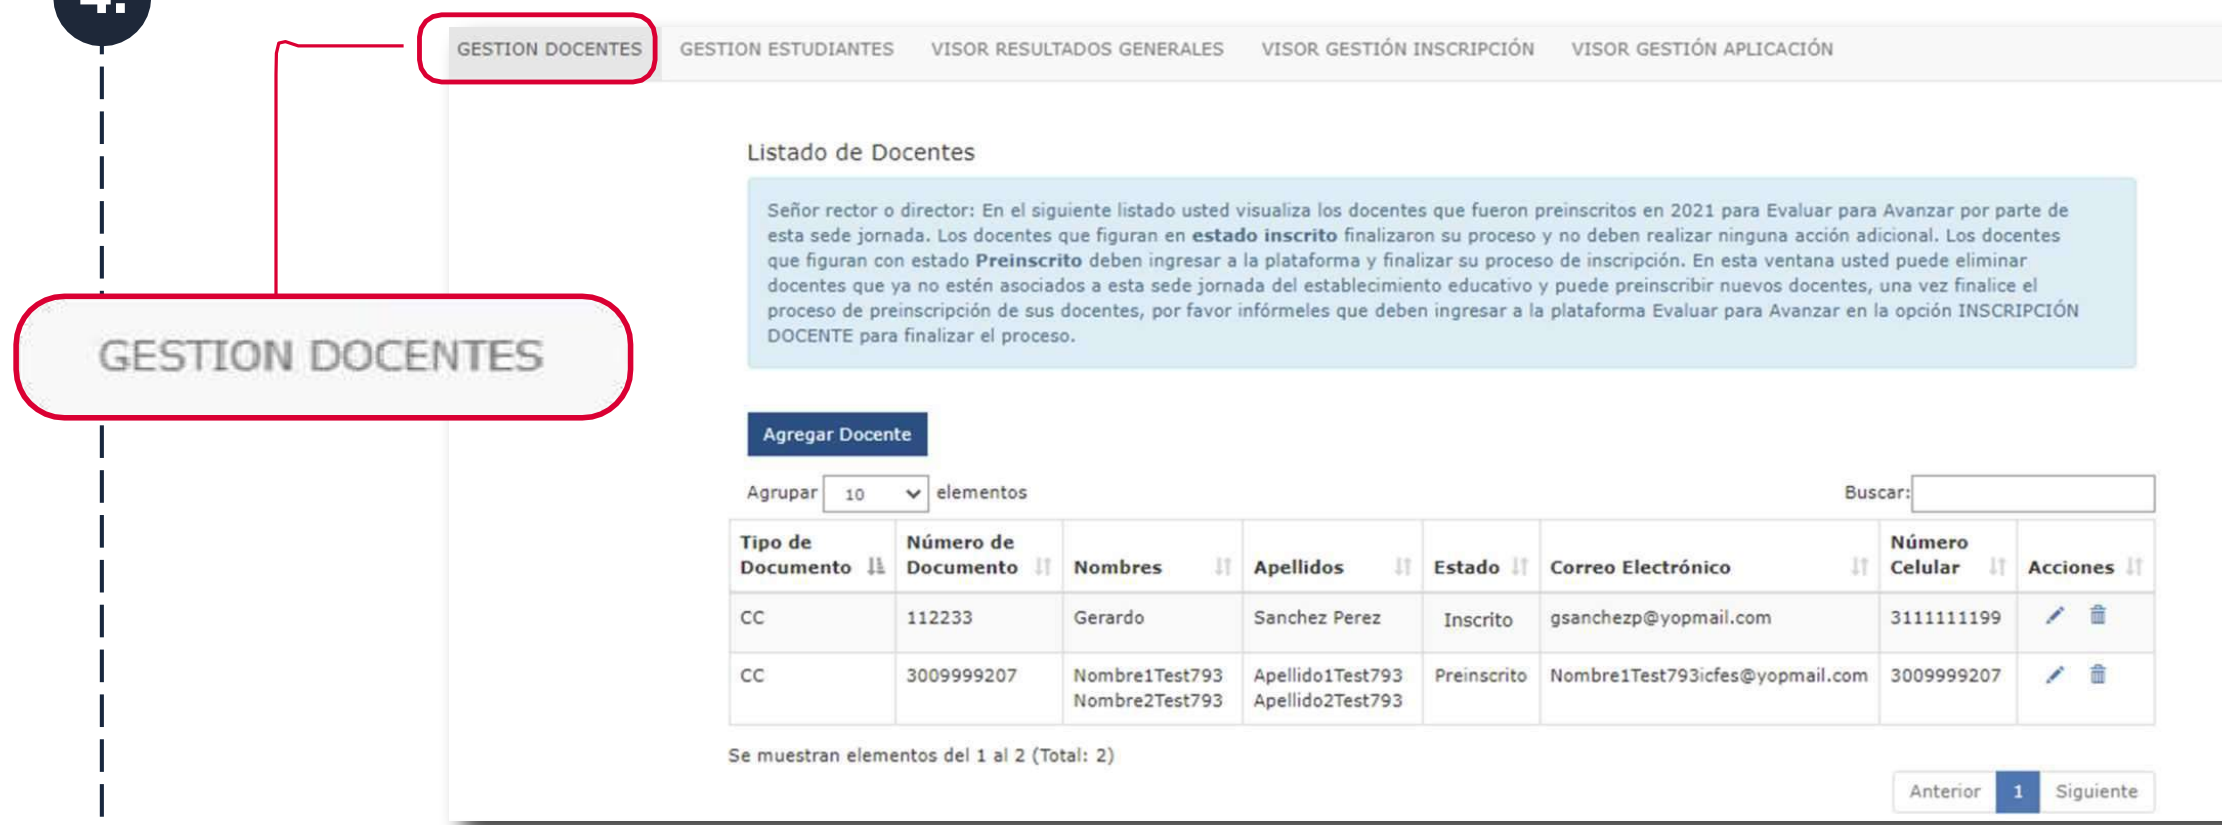 4.
GESTION DOCENTES GESTION ESTUDIANTES VISOR RESULTADOS GENERALES VISOR GESTIÓN INSCRIPCIÓN VISOR GESTIÓN APLICACIÓN
Listado de Docentes
Señor rector o director: En el siguiente listado usted visualiza los docentes que fueron preinscritos en 2021 para Evaluar para Avanzar por parte de
esta sede jornada. Los docentes que figuran en estado inscrito finalizaron su proceso y no deben realizar ninguna acción adicional. Los docentes
que figuran con estado Preinscrito deben ingresar a la plataforma y finalizar su proceso de inscripción. En esta ventana usted puede eliminar
docentes que ya no estén asociados a esta sede jornada del establecimiento educativo y puede preinscribir nuevos docentes, una vez finalice el
proceso de preinscripción de sus docentes, por favor infórmeles que deben ingresar a la plataforma Evaluar para Avanzar en la opción INSCRIPCIÓN
DOCENTE para finalizar el proceso.
GESTION DOCENTES
Agregar Docente
Agrupar 10 elementos Buscar:
Tipo de Documento Número de Documento Nombres Apellidos Estado Correo Electrónico Número Celular Acciones
CC 112233 Gerardo Sanchez Perez Inscrito gsanchezp@yopmail.com 3111111199
CC 3009999207 Nombre1Test793 Apellido1Test793 Preinscrito Nombre1Test793icfes@yopmail.com 3009999207
Nombre2Test793 Apellido2Test793
Se muestran elementos del 1 al 2 (Total: 2)
Anterior 1 Siguiente